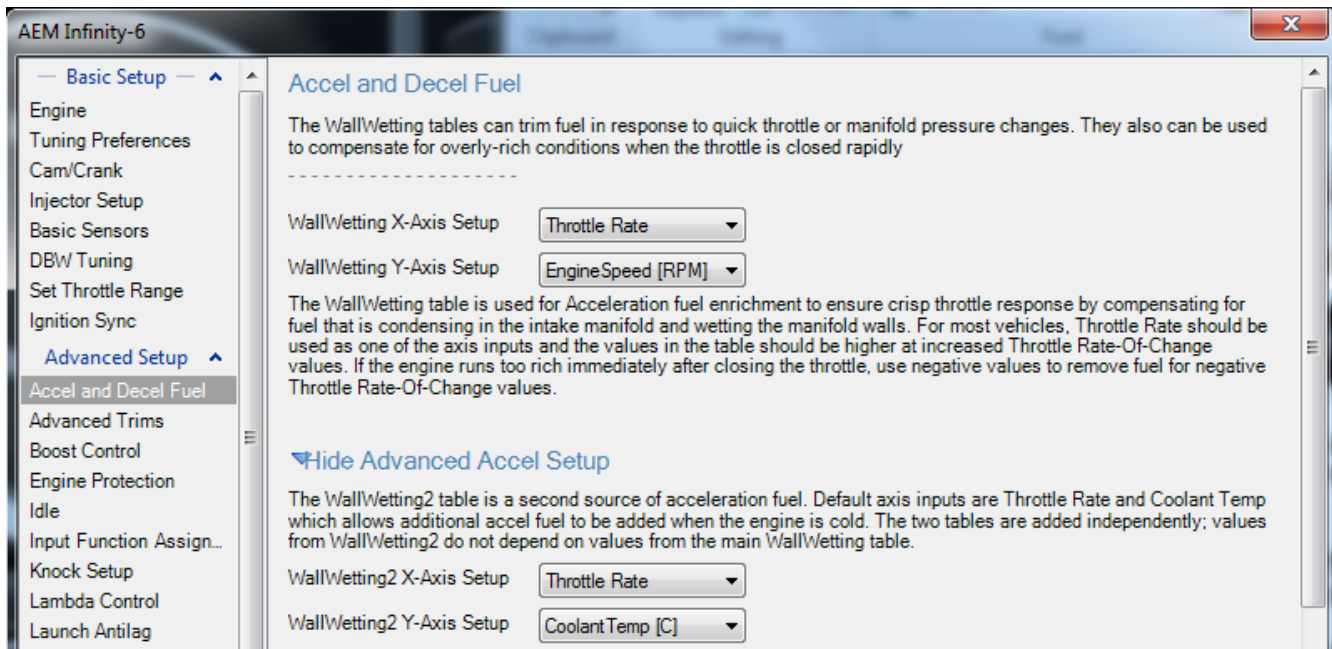 AEM Infinity-6
Basic Setup
Engine
Tuning Preferences
Cam/Crank
Injector Setup
Basic Sensors
DBW Tuning
Set Throttle Range
Ignition Sync
Advanced Setup
Accel and Decel Fuel
Advanced Trims
Boost Control
Engine Protection
Idle
Input Function Assign...
Knock Setup
Lambda Control
Launch Antilag
Accel and Decel Fuel
The WallWetting tables can trim fuel in response to quick throttle or manifold pressure changes. They also can be used
to compensate for overly-rich conditions when the throttle is closed rapidly
- - - - - - - - - - - - - - - - - - - -
WallWetting X-Axis Setup Throttle Rate
WallWetting Y-Axis Setup EngineSpeed [RPM]
The WallWetting table is used for Acceleration fuel enrichment to ensure crisp throttle response by compensating for
fuel that is condensing in the intake manifold and wetting the manifold walls. For most vehicles, Throttle Rate should be
used as one of the axis inputs and the values in the table should be higher at increased Throttle Rate-Of-Change
values. If the engine runs too rich immediately after closing the throttle, use negative values to remove fuel for negative
Throttle Rate-Of-Change values.
Hide Advanced Accel Setup
The WallWetting2 table is a second source of acceleration fuel. Default axis inputs are Throttle Rate and Coolant Temp
which allows additional accel fuel to be added when the engine is cold. The two tables are added independently; values
from WallWetting2 do not depend on values from the main WallWetting table.
WallWetting2 X-Axis Setup Throttle Rate
WallWetting2 Y-Axis Setup CoolantTemp [C]